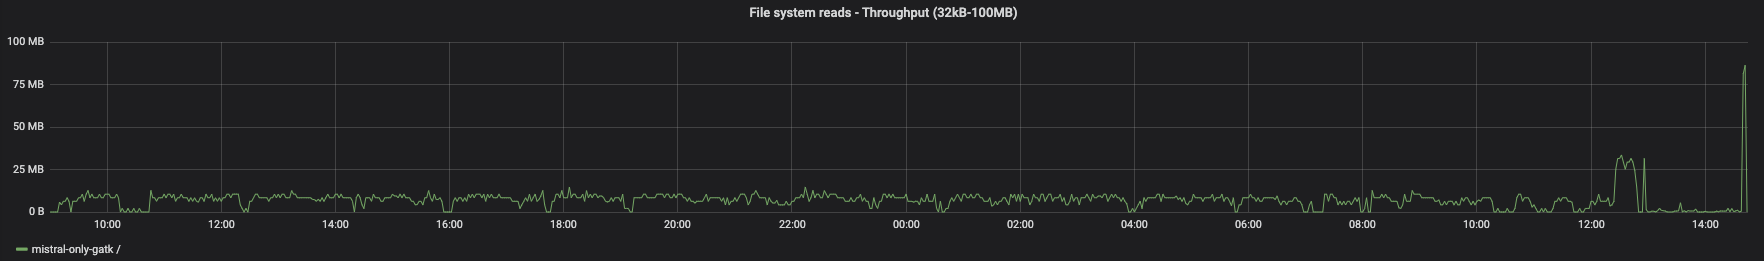 File system reads - Throughput (32kB-100MB)
100 MB
75 MB
50 MB
25 MB
0 B
10:00 12:00 14:00 16:00 18:00 20:00 22:00 00:00 02:00 04:00 06:00 08:00 10:00 12:00 14:00
mistral-only-gatk /